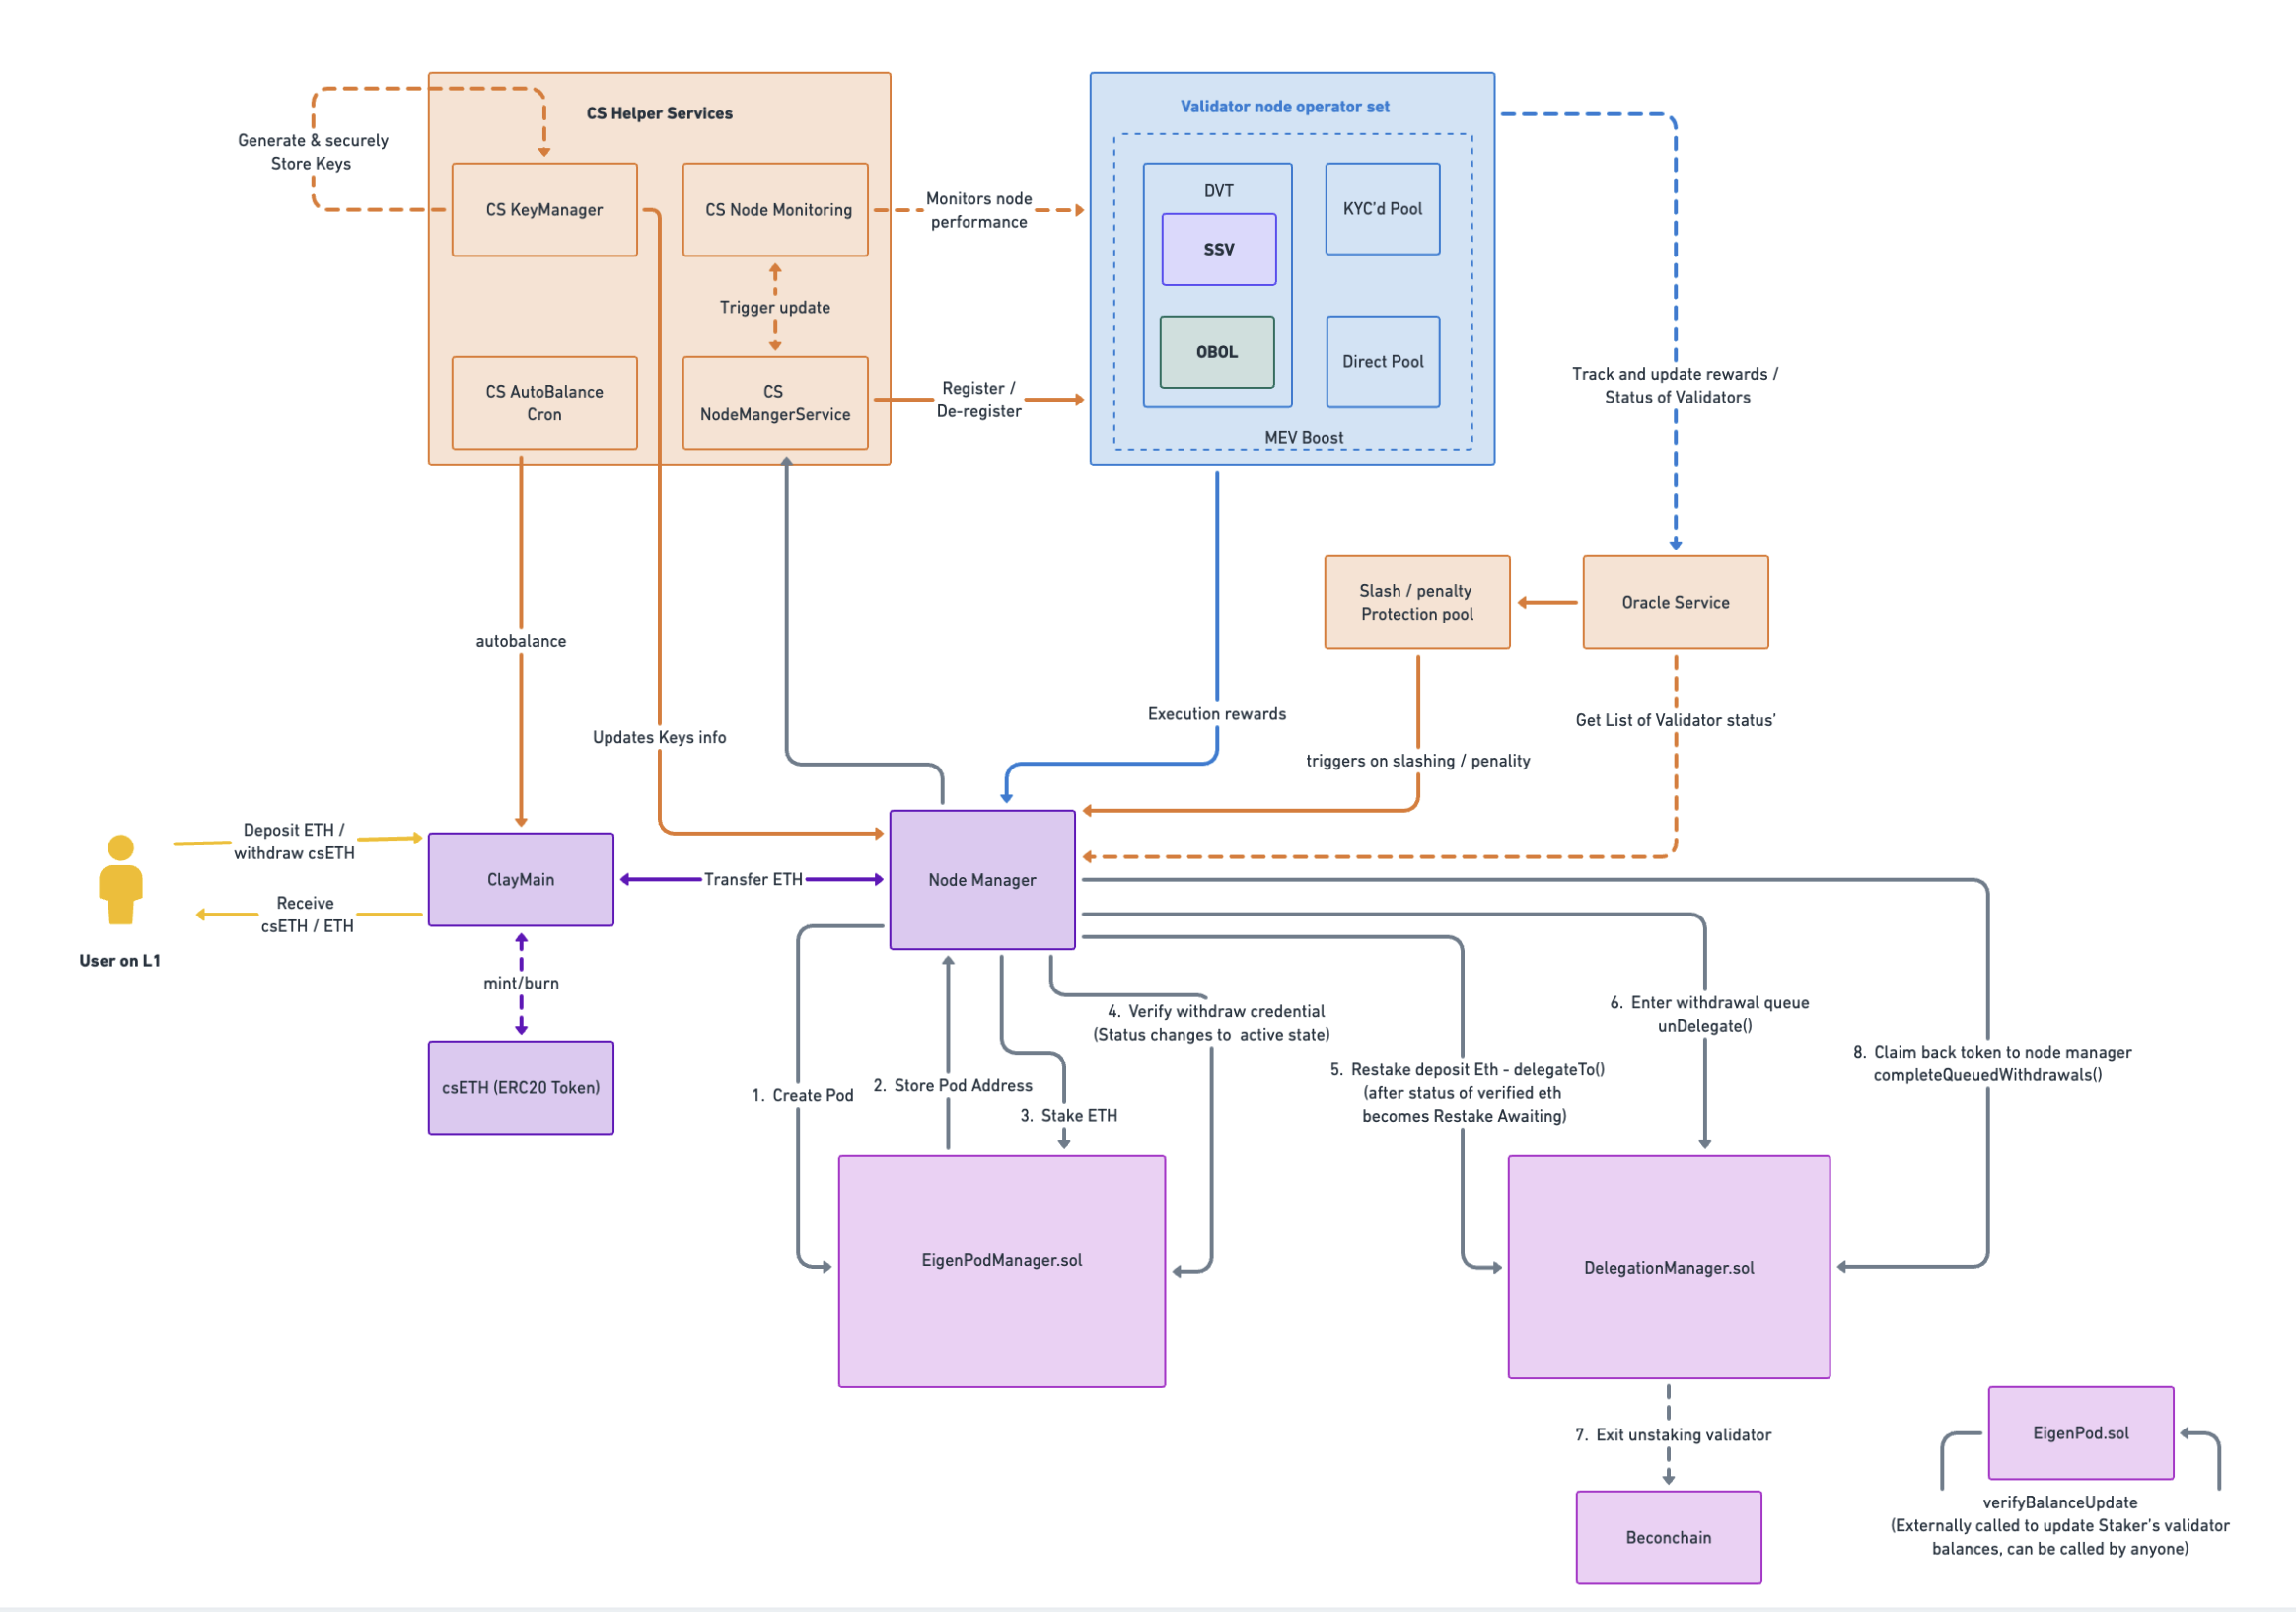 CS Helper Services
Validator node operator set
Generate & securely
Store Keys
CS KeyManager
CS Node Monitoring
Monitors node
performance
DVT
SSV
KYC'd Pool
Trigger update
OBOL
Direct Pool
CS AutoBalance
Cron
CS
NodeMangerService
Register /
De-register
MEV Boost
Track and update rewards /
Status of Validators
Slash / penalty
Protection pool
Oracle Service
autobalance
Updates Keys info
Execution rewards
triggers on slashing / penality
Get List of Validator status'
Deposit ETH /
withdraw csETH
Receive
csETH / ETH
User on L1
ClayMain
Transfer ETH
Node Manager
mint/burn
csETH (ERC20 Token)
1. Create Pod
2. Store Pod Address
3. Stake ETH
4. Verify withdraw credential
(Status changes to active state)
5. Restake deposit Eth - delegateTo()
(after status of verified eth
becomes Restake Awaiting)
6. Enter withdrawal queue
unDelegate()
8. Claim back token to node manager
completeQueuedWithdrawals()
EigenPodManager.sol
DelegationManager.sol
7. Exit unstaking validator
Beconchain
EigenPod.sol
verifyBalanceUpdate
(Externally called to update Staker's validator
balances, can be called by anyone)